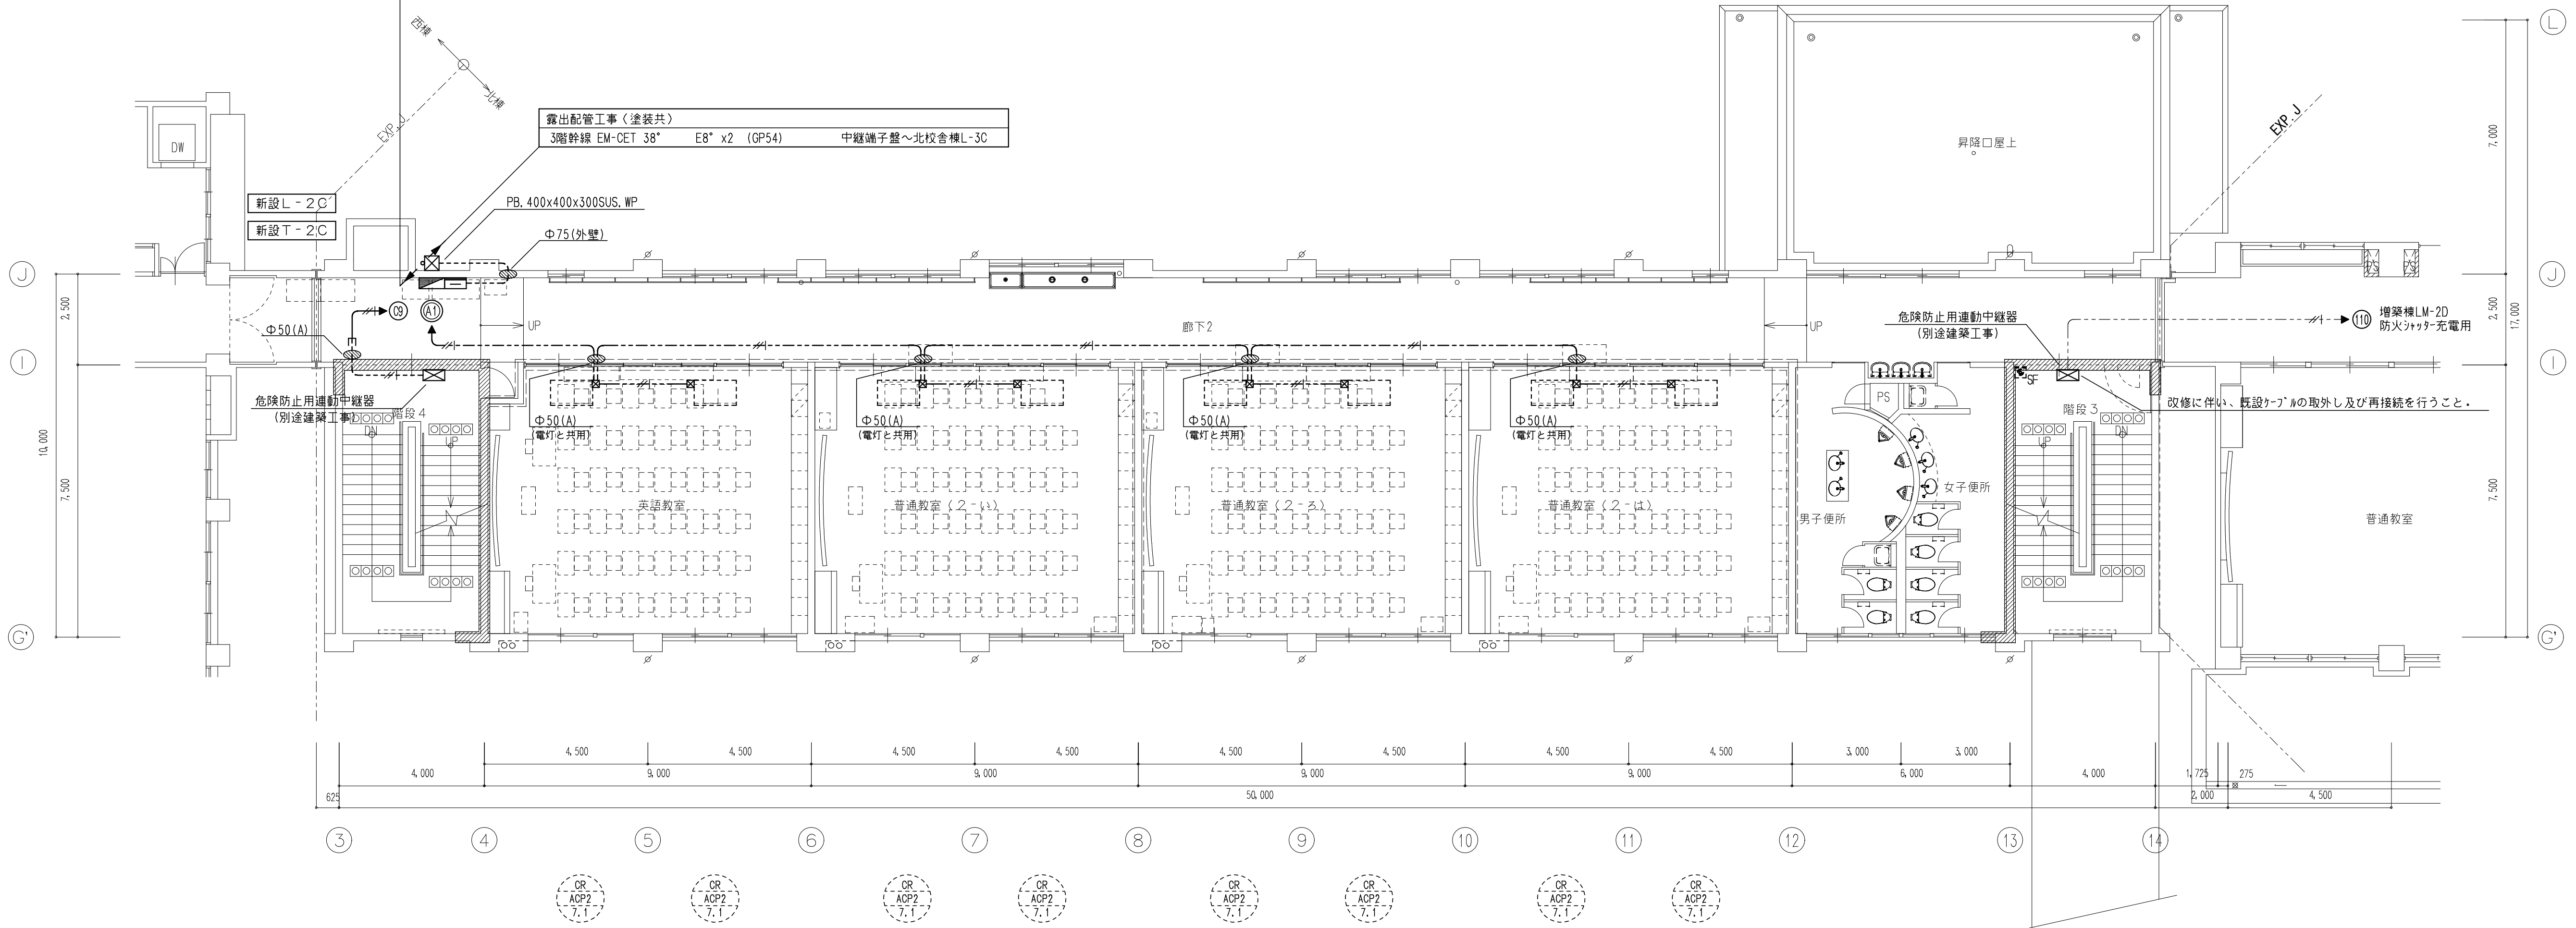 西棟
北棟
EXP.J
EXP.J
L
DW
露出配管工事(塗装共)
3階幹線 EM-CET 38° E8° x2 (GP54) 中継端子盤〜北校舎棟L-3C
昇降口屋上
7,000
新設L-2C
新設T-2C
PB.400x400x300SUS.WP
Φ75(外壁)
J
J
2,500
2,500
17,000
C9
A1
Φ50(A)
UP
廊下2
UP
危険防止用連動中継器
(別途建築工事)
110
増築棟LM-2D
防火シャッター充電用
I
I
危険防止用連動中継器
(別途建築工事)
階段4
DN
UP
Φ50(A)
(電灯と共用)
Φ50(A)
(電灯と共用)
Φ50(A)
(電灯と共用)
Φ50(A)
(電灯と共用)
PS
SF
階段3
UP
DN
改修に伴い、既設ケーブルの取外し及び再接続を行うこと.
10,000
7,500
7,500
英語教室
普通教室(2-い)
普通教室(2-ろ)
普通教室(2-は)
男子便所
女子便所
普通教室
G'
G'
4,500
4,500
4,500
4,500
4,500
4,500
4,500
4,500
3,000
3,000
4,000
9,000
9,000
9,000
9,000
6,000
4,000
1,725
275
625
50,000
2,000
4,500
3
4
5
6
7
8
9
10
11
12
13
14
CR
ACP2
7.1
CR
ACP2
7.1
CR
ACP2
7.1
CR
ACP2
7.1
CR
ACP2
7.1
CR
ACP2
7.1
CR
ACP2
7.1
CR
ACP2
7.1